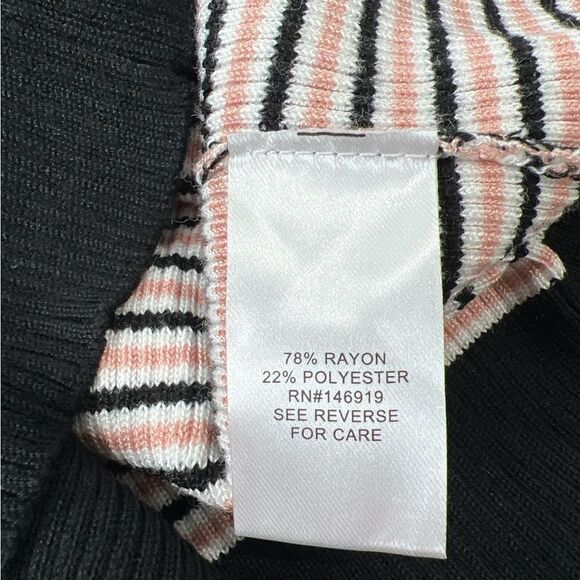 78% RAYON
22% POLYESTER
RN#146919
SEE REVERSE
FOR CARE